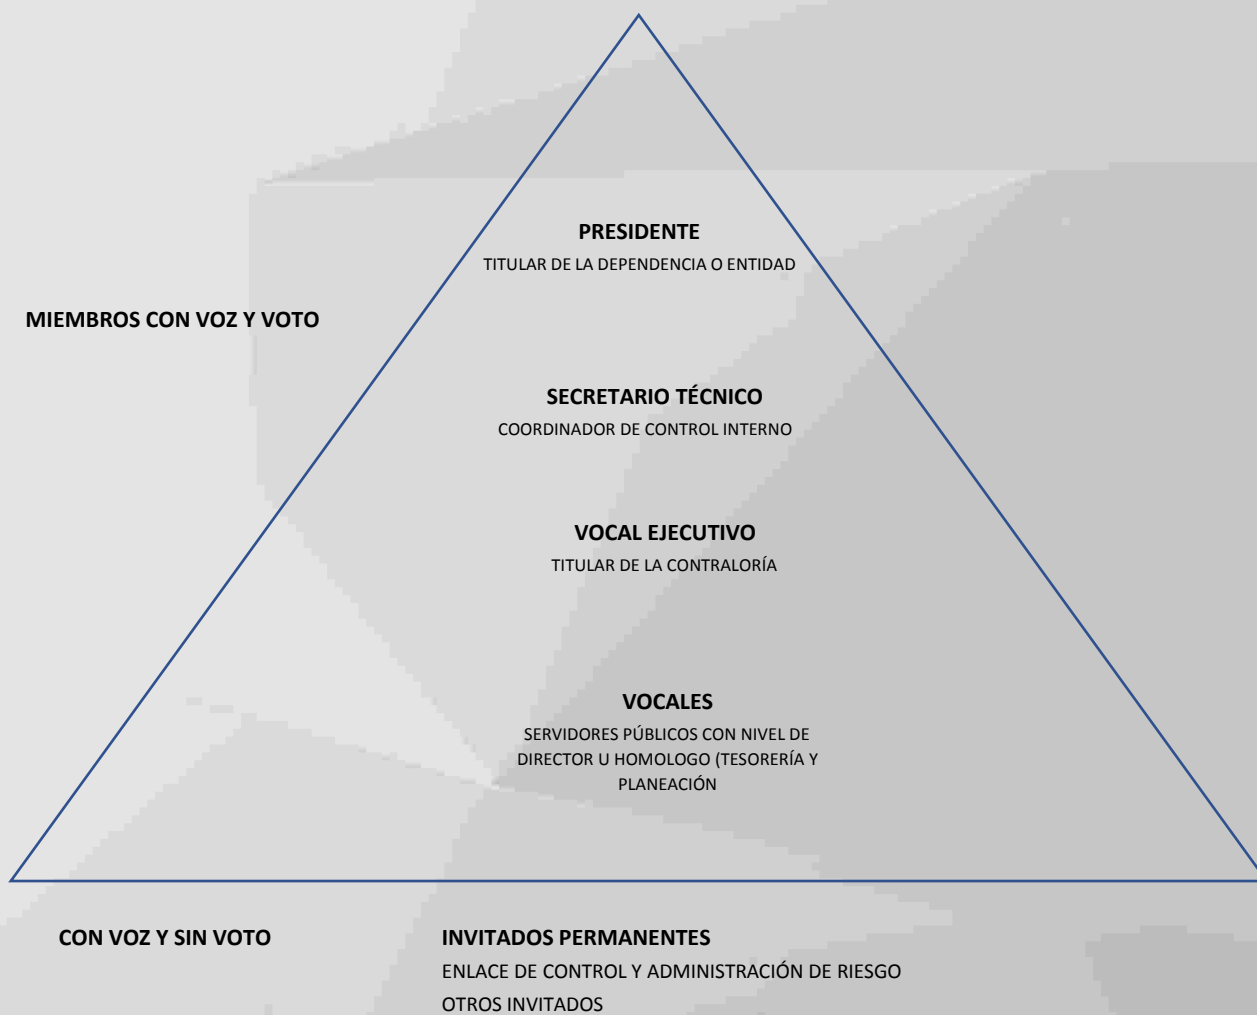 PRESIDENTE
TITULAR DE LA DEPENDENCIA O ENTIDAD
MIEMBROS CON VOZ Y VOTO
SECRETARIO TÉCNICO
COORDINADOR DE CONTROL INTERNO
VOCAL EJECUTIVO
TITULAR DE LA CONTRALORÍA
VOCALES
SERVIDORES PÚBLICOS CON NIVEL DE
DIRECTOR U HOMOLOGO (TESORERÍA Y
PLANEACIÓN
CON VOZ Y SIN VOTO
INVITADOS PERMANENTES
ENLACE DE CONTROL Y ADMINISTRACIÓN DE RIESGO
OTROS INVITADOS